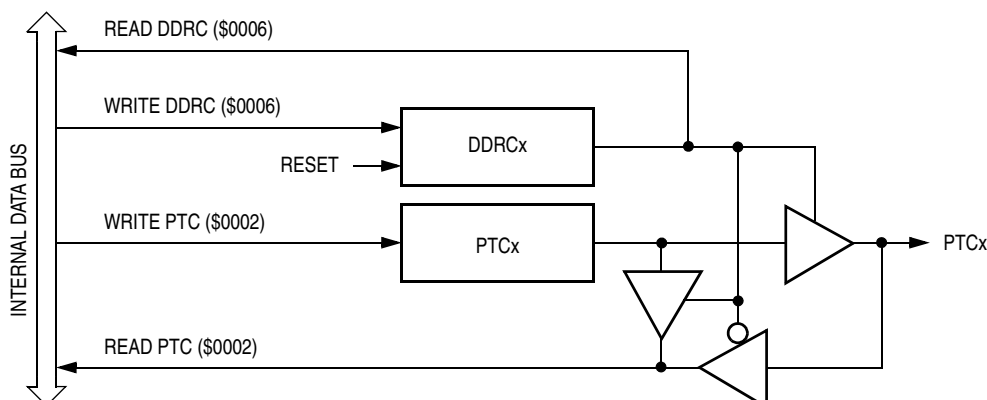 READ DDRC ($0006)
WRITE DDRC ($0006)
DDRCx
RESET
WRITE PTC ($0002)
PTCx
PTCx
INTERNAL DATA BUS
READ PTC ($0002)